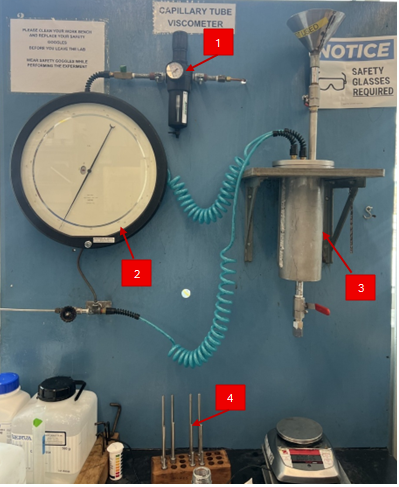 CAPILLARY TUBE
VISCOMETER
PLEASE CLEAN YOUR WORK BENCH
AND REPLACE YOUR SAFETY
GOGGLES
BEFORE YOU LEAVE THE LAB
WEAR SAFETY GOGGLES WHILE
PERFORMING THE EXPERIMENT
1
NOTICE
SAFETY
GLASSES
REQUIRED
2
3
4